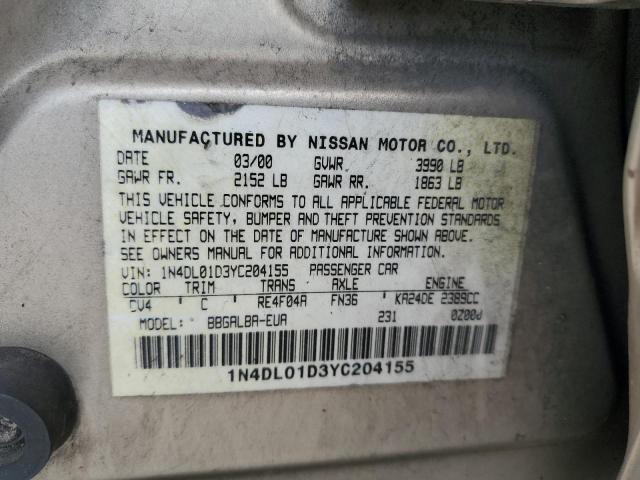 MANUFACTURED BY NISSAN MOTOR CO., LTD.
DATE 03/00 GVWR 3990 LB
GAWR FR. 2152 LB GAWR RR. 1863 LB
THIS VEHICLE CONFORMS TO ALL APPLICABLE FEDERAL MOTOR
VEHICLE SAFETY, BUMPER AND THEFT PREVENTION STANDARDS
IN EFFECT ON THE DATE OF MANUFACTURE SHOWN ABOVE.
SEE OWNERS MANUAL FOR ADDITIONAL INFORMATION.
VIN: 1N4DL01D3YC204155 PASSENGER CAR
COLOR TRIM TRANS AXLE ENGINE
CV4 C RE4F04A FN36 KA24DE 2389CC
MODEL: BBGALBA-EUA 231 0Z00J
1N4DL01D3YC204155